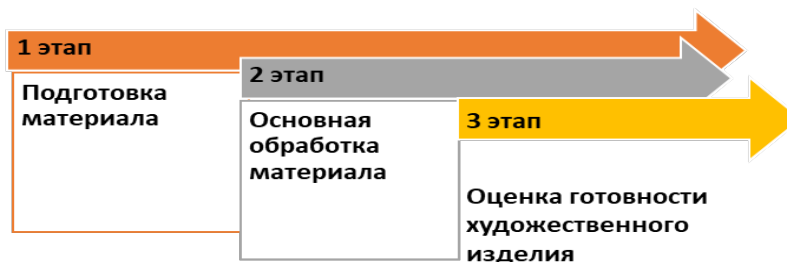 1 этап
Подготовка
материала
2 этап
Основная
обработка
материала
3 этап
Оценка готовности
художественного
изделия